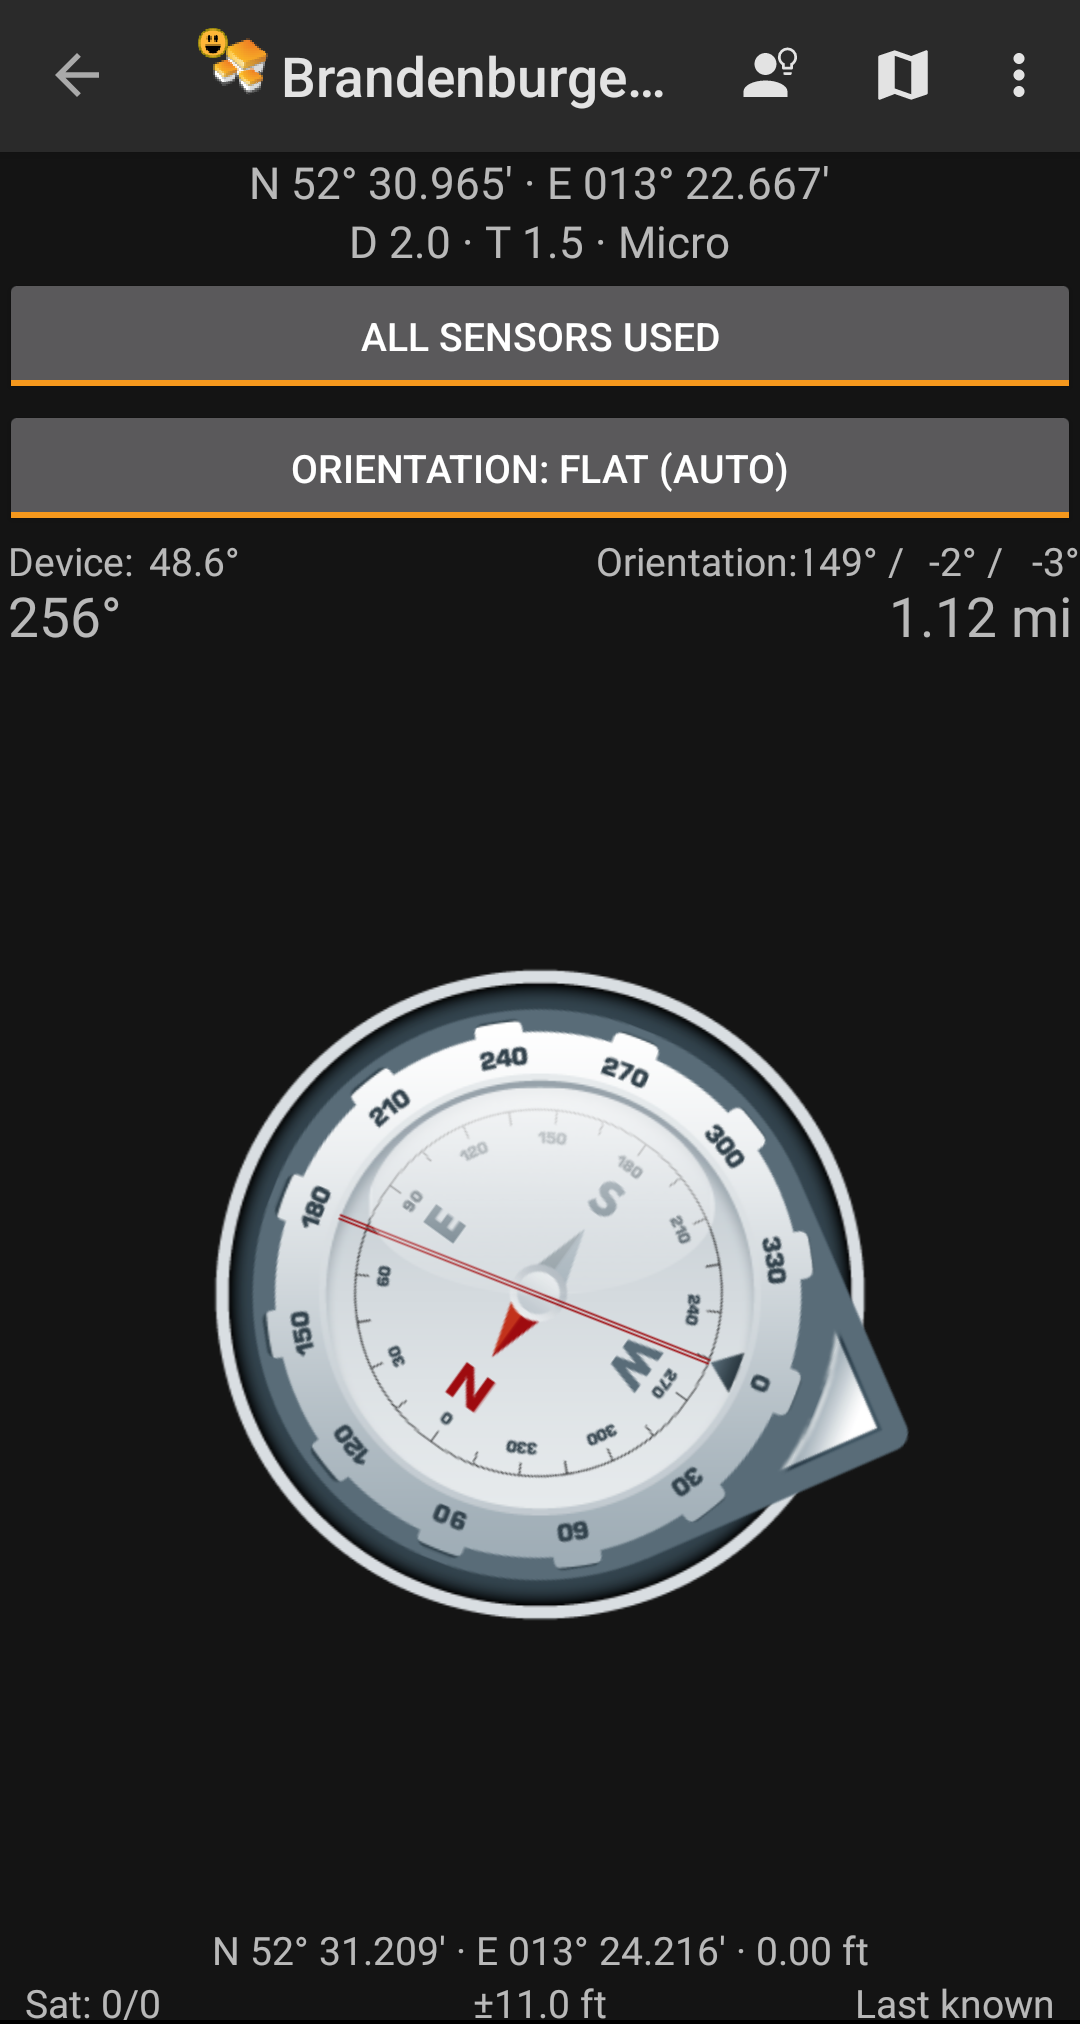 Brandenburge...
N 52° 30.965' · E 013° 22.667'
D 2.0 · T 1.5 · Micro
ALL SENSORS USED
ORIENTATION: FLAT (AUTO)
Device: 48.6°
Orientation: 149° / -2° / -3°
256°
1.12 mi
240
270
210
300
180
330
150
0
120
30
90
60
150
120
180
90
E
S
210
60
240
30
W
270
N
0
300
330
N 52° 31.209' · E 013° 24.216' · 0.00 ft
Sat: 0/0
±11.0 ft
Last known